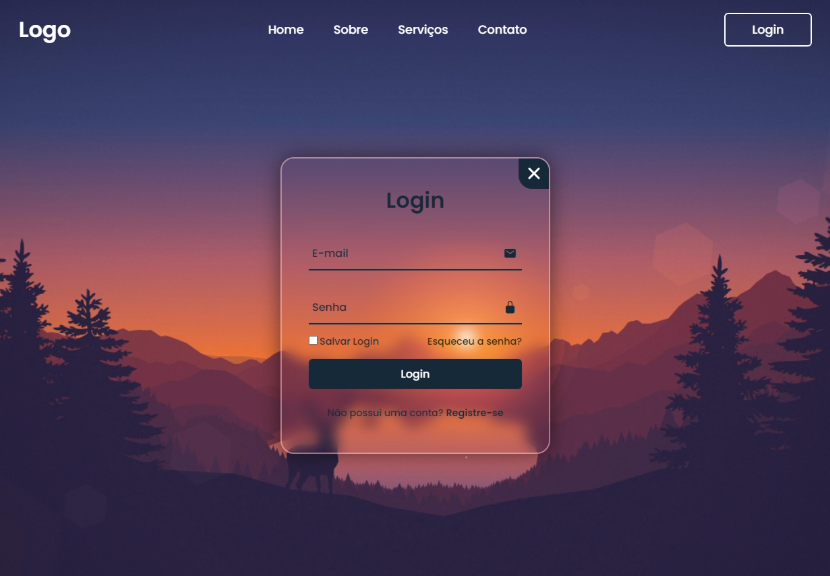 Logo
Home Sobre Serviços Contato
Login
Login
E-mail
Senha
Salvar Login Esqueceu a senha?
Login
Não possui uma conta? Registre-se